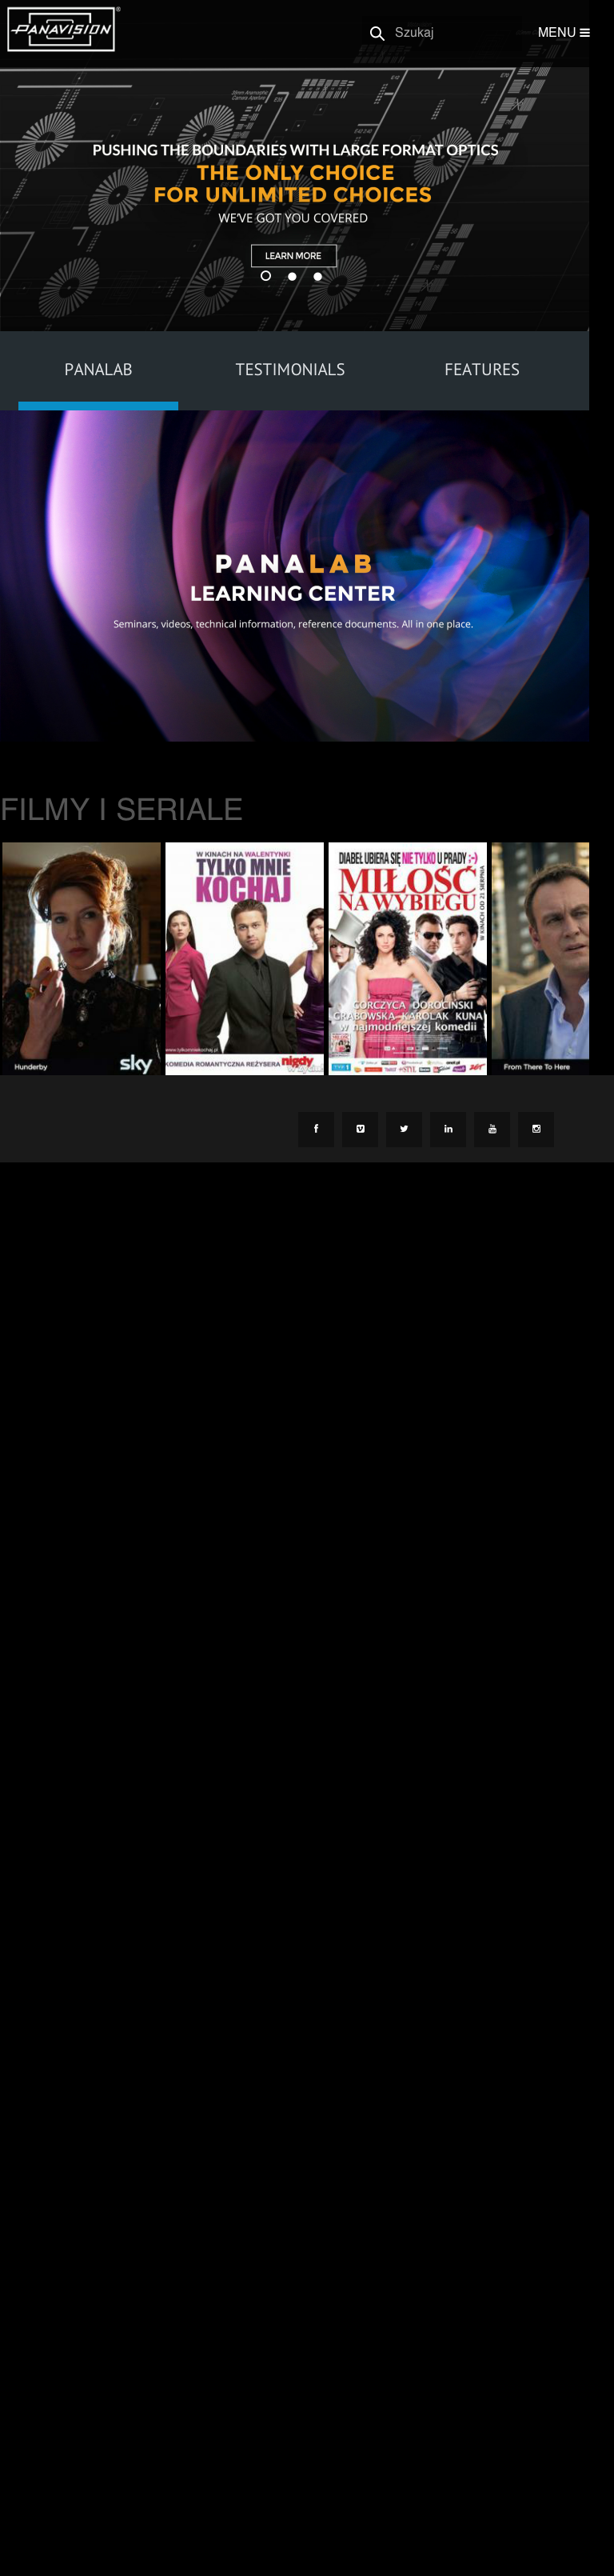 PANAVISION®
Szukaj
MENU
PUSHING THE BOUNDARIES WITH LARGE FORMAT OPTICS
THE ONLY CHOICE
FOR UNLIMITED CHOICES
WE'VE GOT YOU COVERED
LEARN MORE
PANALAB
TESTIMONIALS
FEATURES
PANALAB
LEARNING CENTER
Seminars, videos, technical information, reference documents. All in one place.
FILMY I SERIALE
Hunderby
sky
W KINACH NA WALENTYNKI
TYLKO MNIE
KOCHAJ
www.tylkomniekochaj.pl
KOMEDIA ROMANTYCZNA REŻYSERA
nigdy
DIABEŁ UBIERA SIĘ NIE TYLKO U PRADY ;-)
MIŁOŚĆ
NA WYBIEGU
W KINACH OD 21 SIERPNIA
GORCZYCA DOROCIŃSKI
GRABOWSKA KAROLAK KUNA
w najmodniejszej komedii
From There To Here